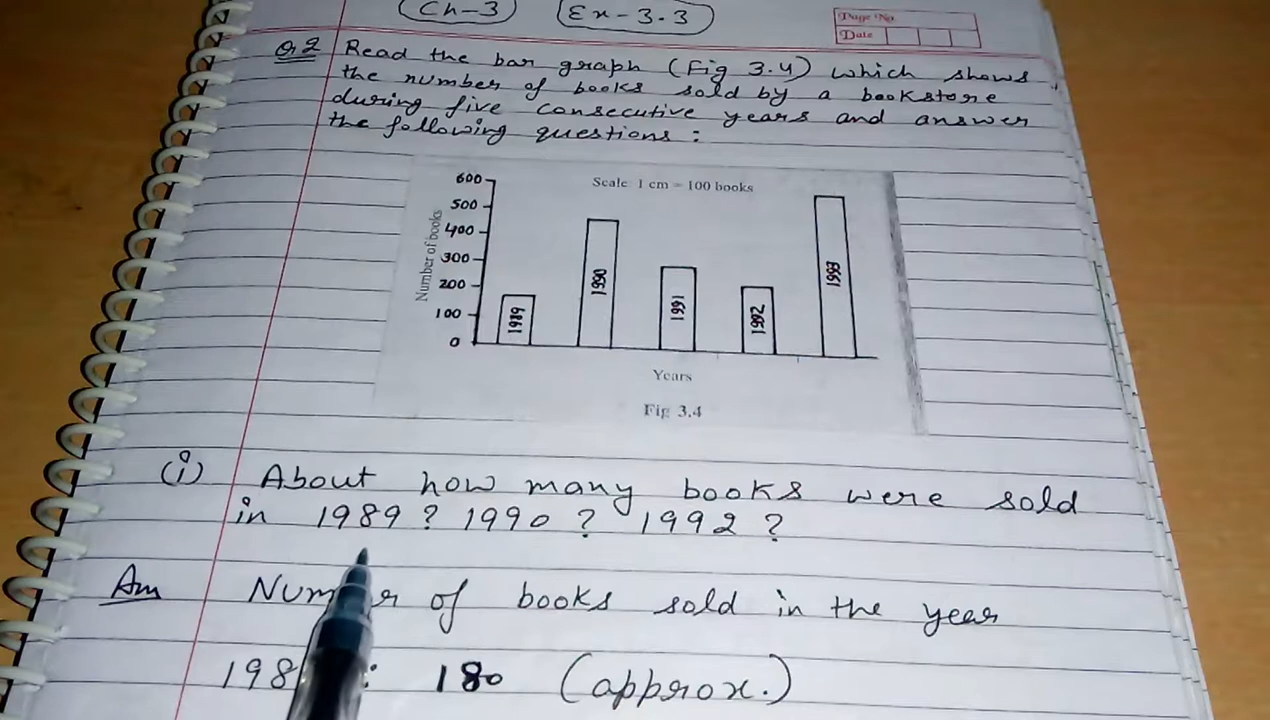 Ch-3 Ex-3.3
Page No.
Date
Q 2 Read the bar graph (Fig 3.4) which shows
the number of books sold by a bookstore
during five consecutive years and answer
the following questions :
Scale 1 cm = 100 books
600
500
400
300
200
100
0
Number of books
1989
1990
1991
1992
1993
Years
Fig 3.4
(i) About how many books were sold
in 1989 ? 1990 ? 1992 ?
Ans of books sold in the year
: 180 (approx.)